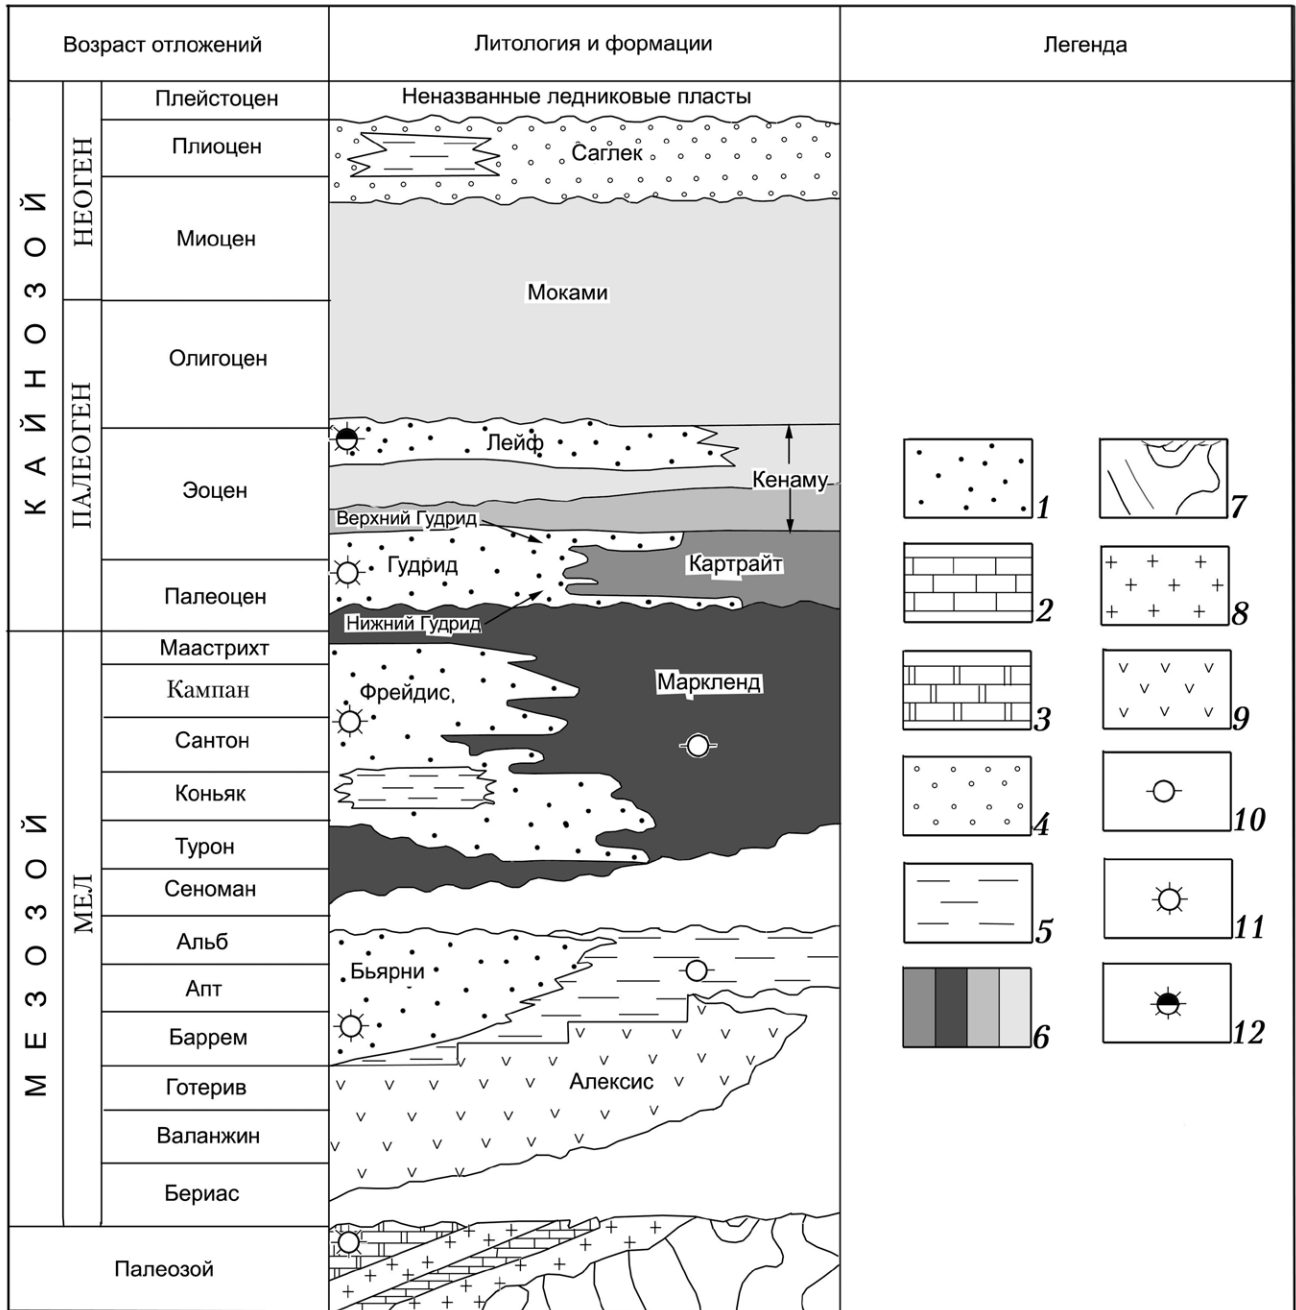 Возраст отложений
Литология и формации
Легенда
КАЙНОЗОЙ
НЕОГЕН
Плейстоцен
Неназванные ледниковые пласты
Плиоцен
Саглек
Миоцен
Моками
ПАЛЕОГЕН
Олигоцен
Эоцен
Лейф
Кенаму
Верхний Гудрид
Гудрид
Картрайт
Палеоцен
Нижний Гудрид
МЕЗОЗОЙ
МЕЛ
Маастрихт
Кампан
Фрейдис
Маркленд
Сантон
Коньяк
Турон
Сеноман
Альб
Бьярни
Апт
Баррем
Готерив
Алексис
Валанжин
Бериас
Палеозой
1
2
3
4
5
6
7
8
9
10
11
12